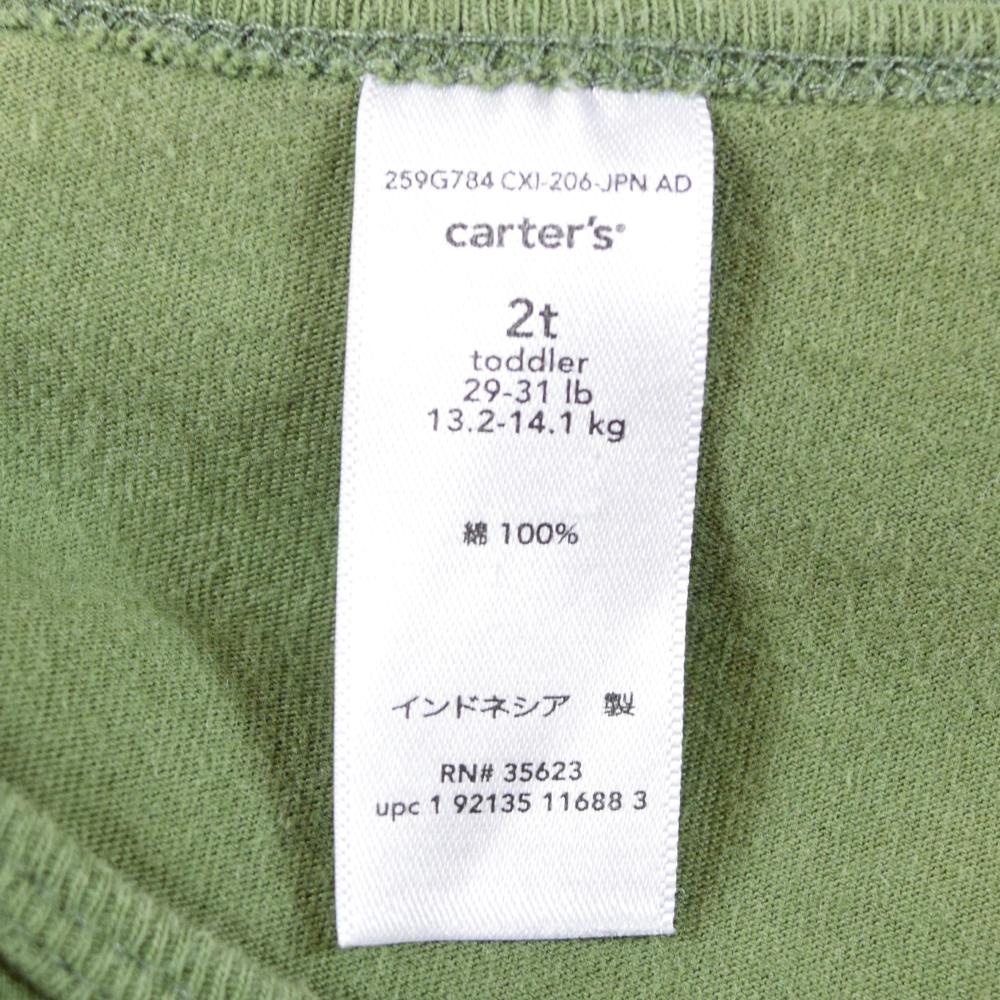 259G784 CXI-206-JPN AD
carter's®
2t
toddler
29-31 lb
13.2-14.1 kg
綿 100%
インドネシア 製
RN# 35623
upc 1 92135 11688 3